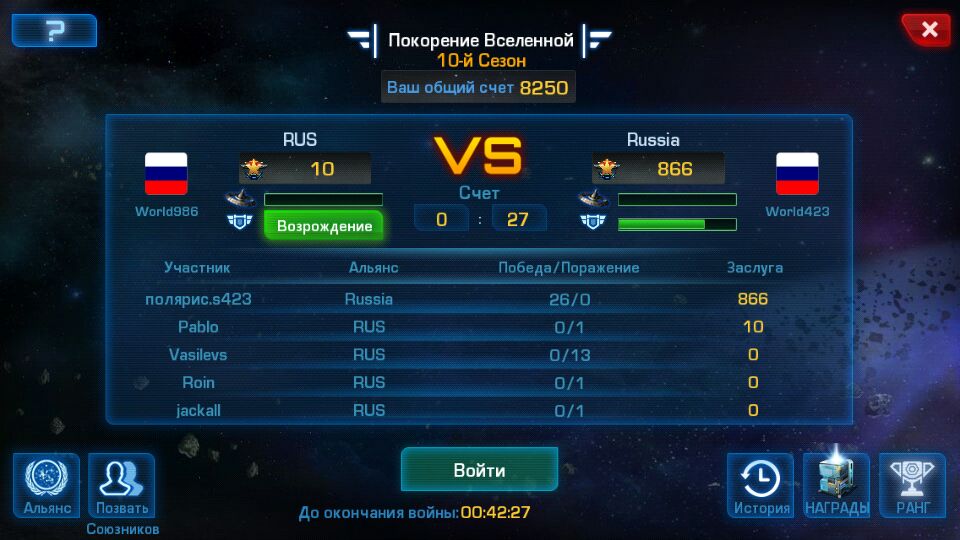 ?
Покорение Вселенной
10-й Сезон
Ваш общий счет 8250
RUS
VS
Russia
10
866
World986
Счет
World423
Возрождение
0 : 27
Участник Альянс Победа/Поражение Заслуга
полярис.s423 Russia 26/0 866
Pablo RUS 0/1 10
Vasilevs RUS 0/13 0
Roin RUS 0/1 0
jackall RUS 0/1 0
Войти
Альянс
Позвать
Союзников
До окончания войны:00:42:27
История
НАГРАДЫ
РАНГ